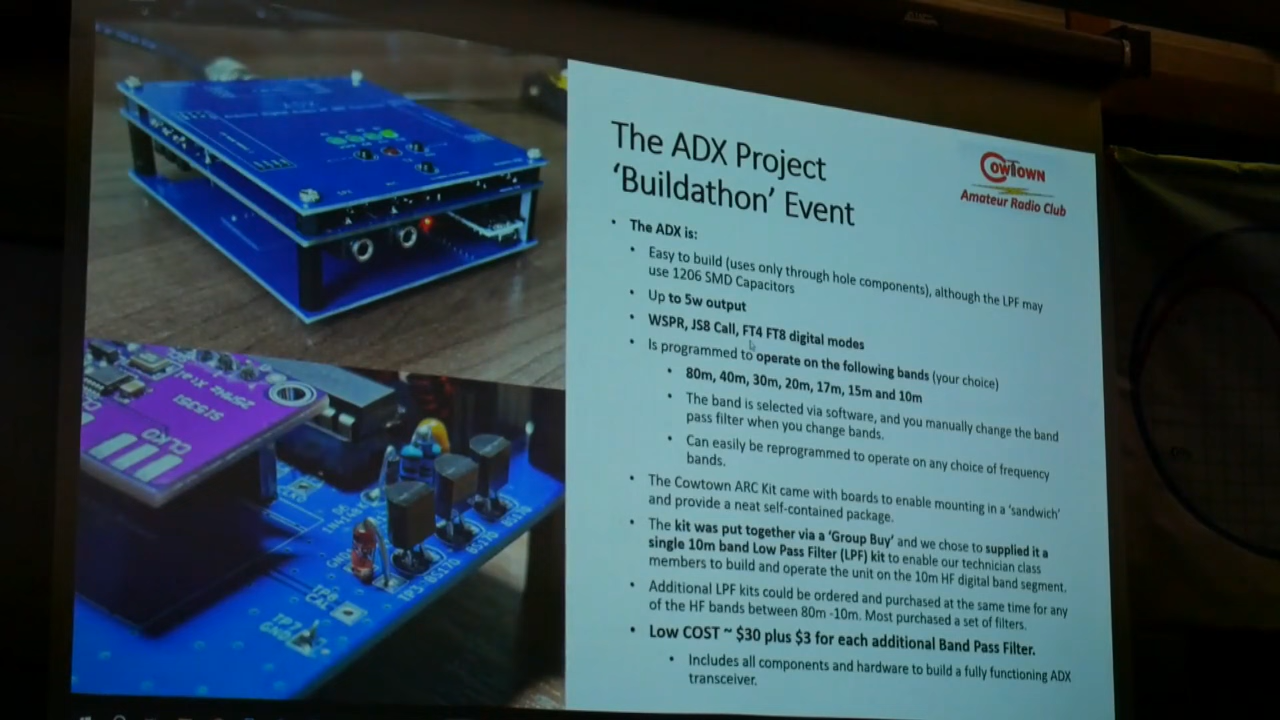 The ADX Project
'Buildathon' Event
CowTown
Amateur Radio Club
• The ADX is:
• Easy to build (uses only through hole components), although the LPF may
use 1206 SMD Capacitors
• Up to 5w output
• WSPR, JS8 Call, FT4 FT8 digital modes
• Is programmed to operate on the following bands (your choice)
• 80m, 40m, 30m, 20m, 17m, 15m and 10m
• The band is selected via software, and you manually change the band
pass filter when you change bands.
• Can easily be reprogrammed to operate on any choice of frequency
bands.
• The Cowtown ARC Kit came with boards to enable mounting in a 'sandwich'
and provide a neat self-contained package.
• The kit was put together via a 'Group Buy' and we chose to supplied it a
single 10m band Low Pass Filter (LPF) kit to enable our technician class
members to build and operate the unit on the 10m HF digital band segment.
• Additional LPF kits could be ordered and purchased at the same time for any
of the HF bands between 80m -10m. Most purchased a set of filters.
• Low COST ~ $30 plus $3 for each additional Band Pass Filter.
• Includes all components and hardware to build a fully functioning ADX
transceiver.
ADX
25MHz Xtal
CLK0
BS170
BS170
BS170
TP3
TP7
GND